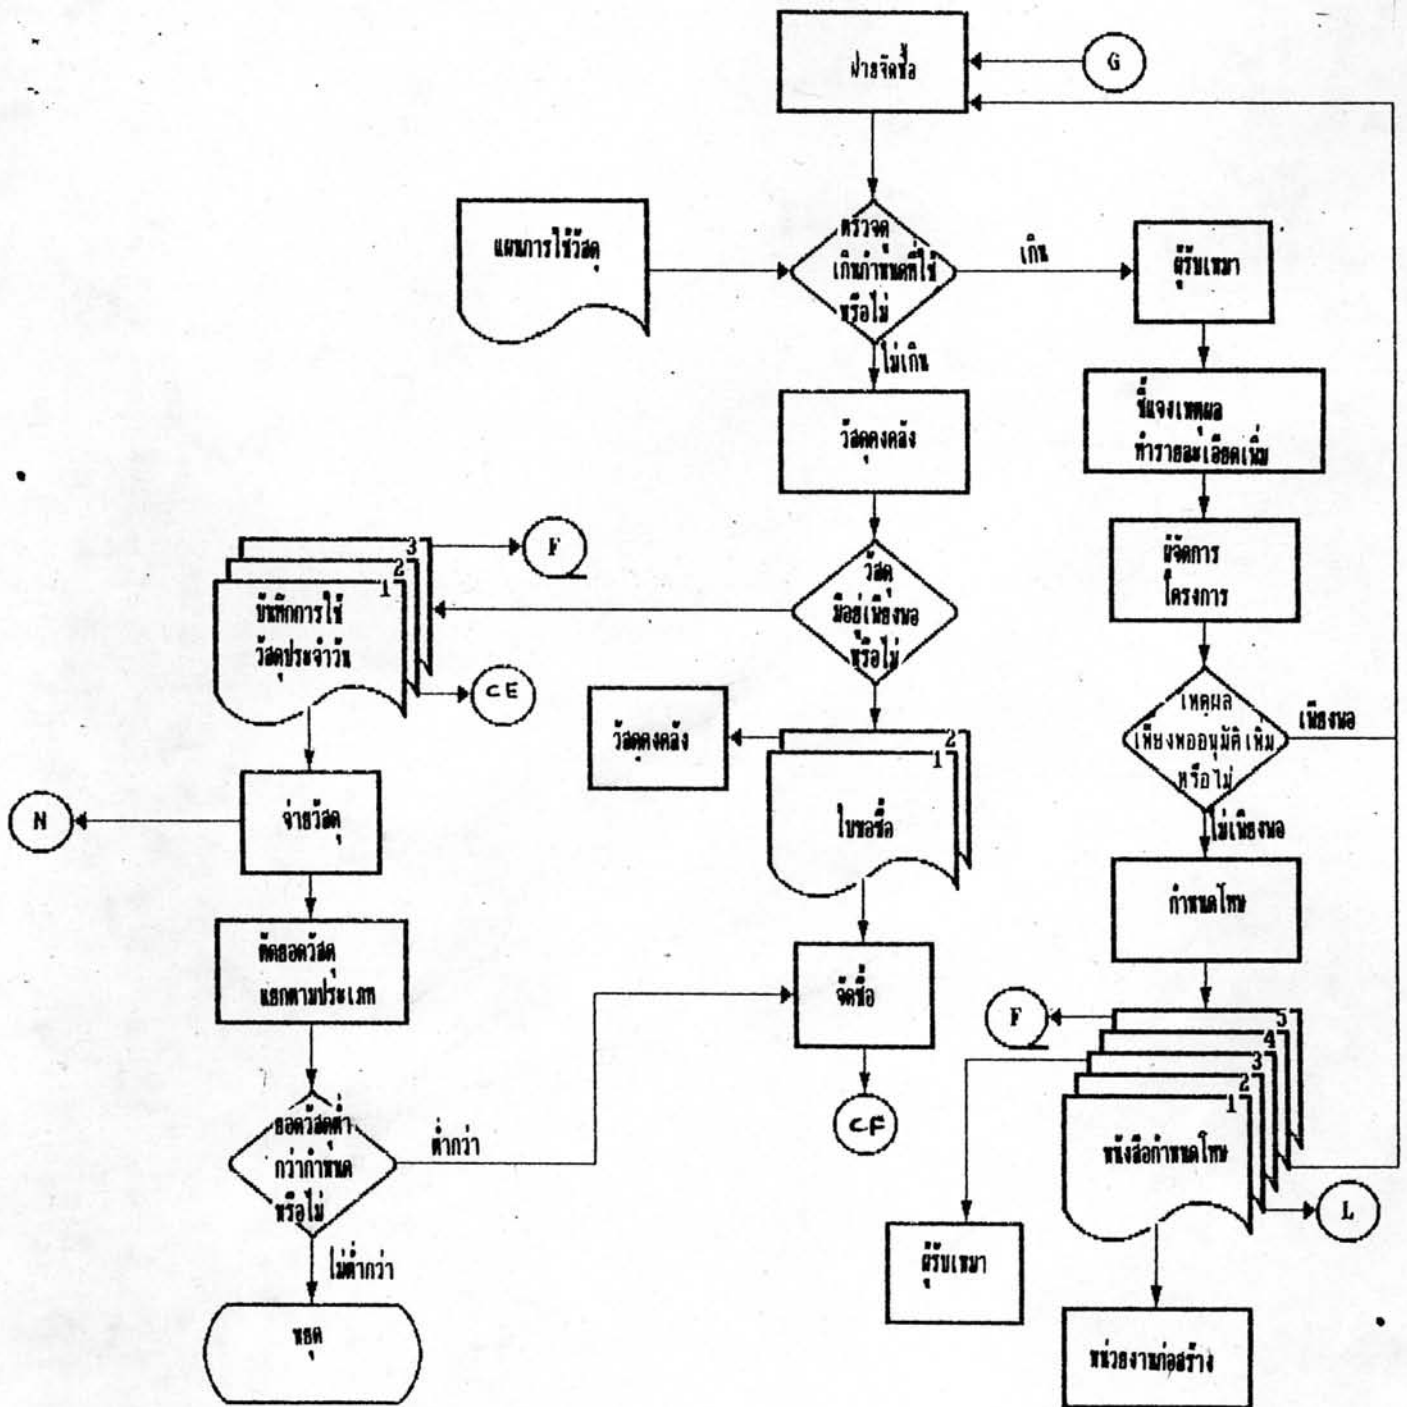 ฝ่ายจัดซื้อ
G
แผนการใช้วัสดุ
ตรวจดู
เกินกำหนดที่ใช้
หรือไม่
เกิน
ผู้รับเหมา
ไม่เกิน
วัสดุคงคลัง
ชี้แจงเหตุผล
ทำรายละเอียดเพิ่ม
3
2
1
บันทึกการใช้
วัสดุประจำวัน
F
CE
วัสดุ
มีอยู่เพียงพอ
หรือไม่
ผู้จัดการ
โครงการ
เหตุผล
เพียงพออนุมัติเพิ่ม
หรือไม่
เพียงพอ
ไม่เพียงพอ
วัสดุคงคลัง
2
1
ใบขอซื้อ
N
จ่ายวัสดุ
กำหนดโทษ
ตัดยอดวัสดุ
แยกตามประเภท
จัดซื้อ
CF
F
5
4
3
2
1
หนังสือกำหนดโทษ
L
ยอดวัสดุต่ำ
กว่ากำหนด
หรือไม่
ต่ำกว่า
ไม่ต่ำกว่า
หยุด
ผู้รับเหมา
หน่วยงานก่อสร้าง